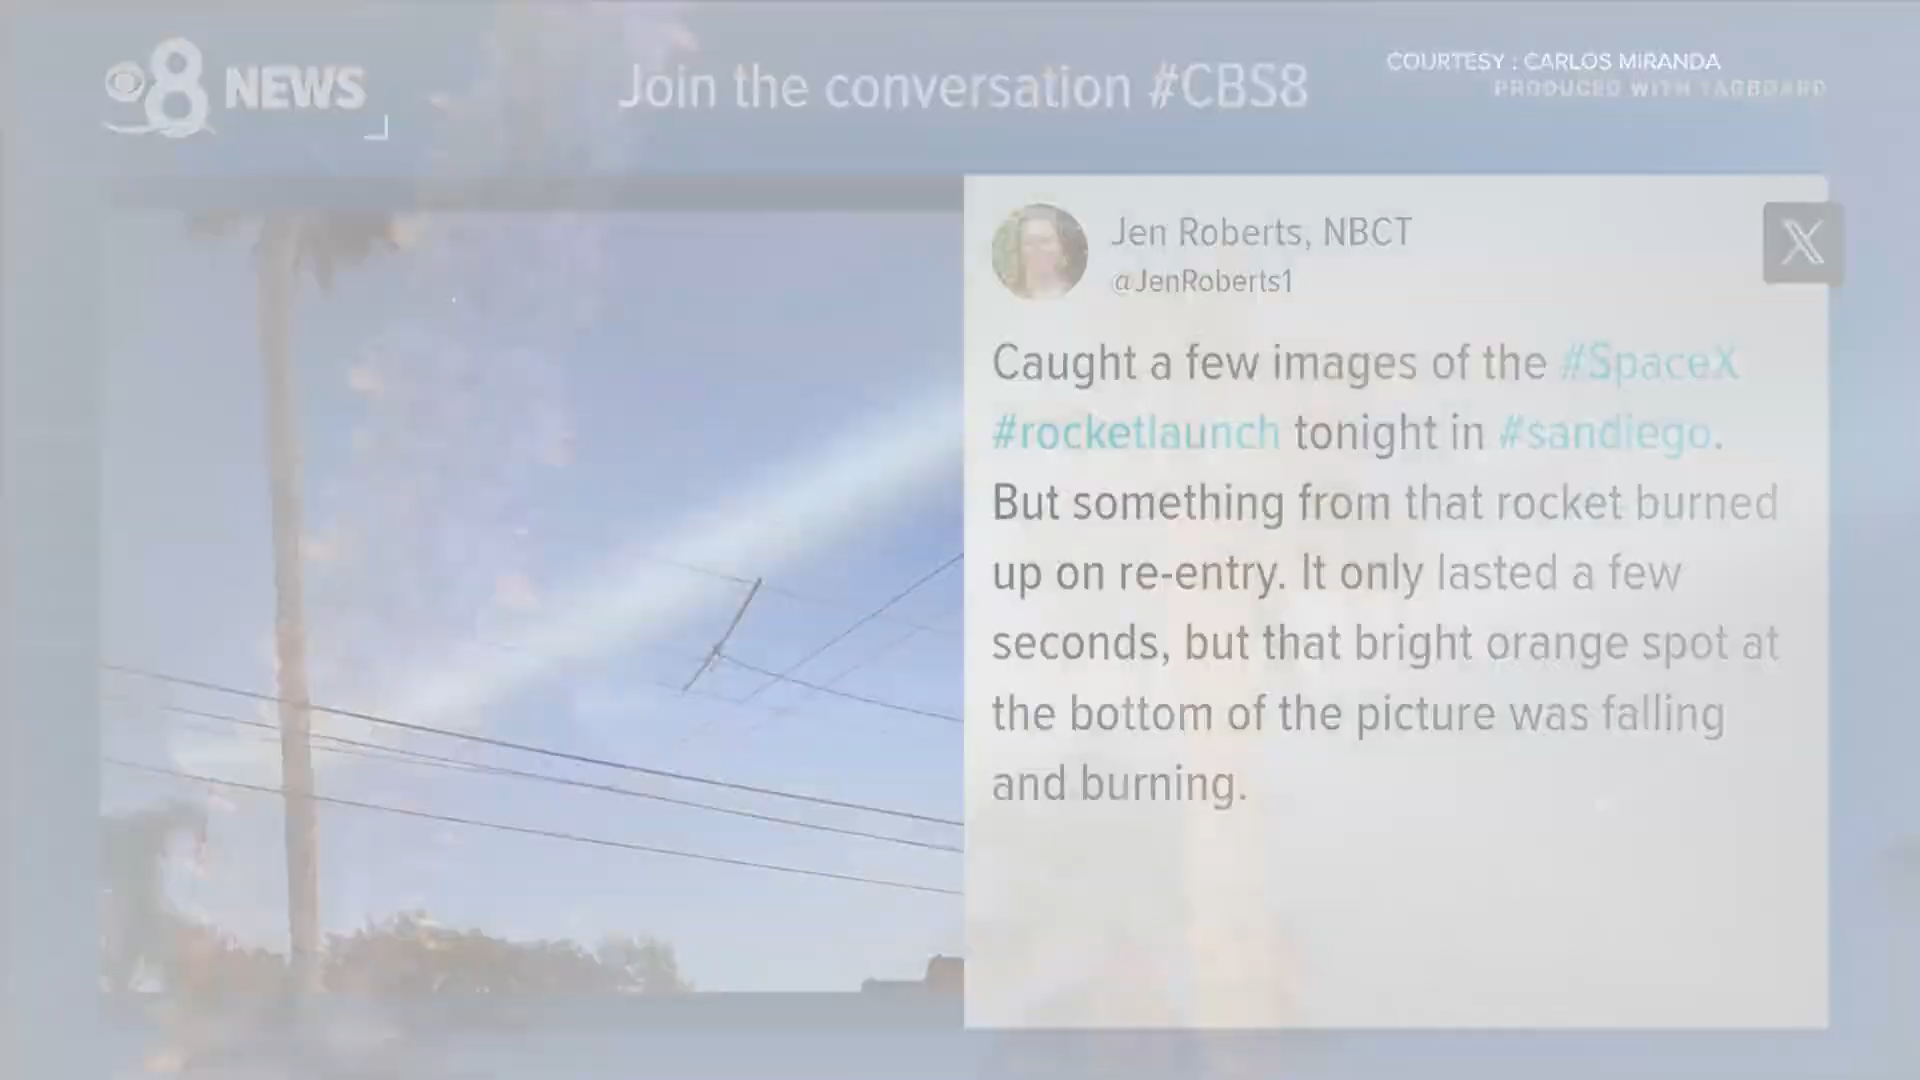 8 NEWS
Join the conversation #CBS8
COURTESY : CARLOS MIRANDA
PRODUCED WITH TAGBOARD
Jen Roberts, NBCT
@JenRoberts1
X
Caught a few images of the #SpaceX
#rocketlaunch tonight in #sandiego.
But something from that rocket burned
up on re-entry. It only lasted a few
seconds, but that bright orange spot at
the bottom of the picture was falling
and burning.